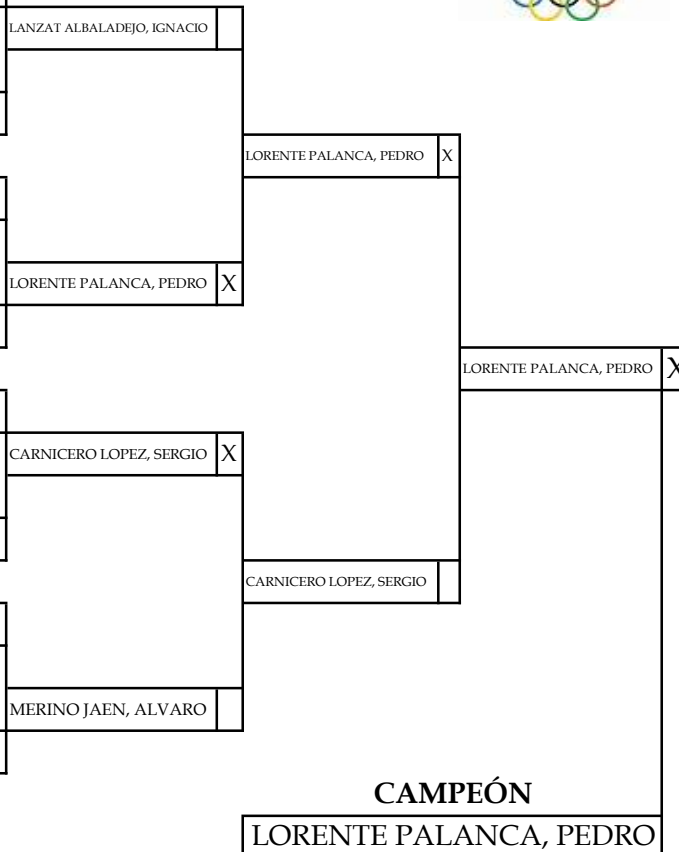 LANZAT ALBALADEJO, IGNACIO
LORENTE PALANCA, PEDRO X
LORENTE PALANCA, PEDRO X
LORENTE PALANCA, PEDRO X
CARNICERO LOPEZ, SERGIO X
CARNICERO LOPEZ, SERGIO
MERINO JAEN, ALVARO
CAMPEÓN
LORENTE PALANCA, PEDRO